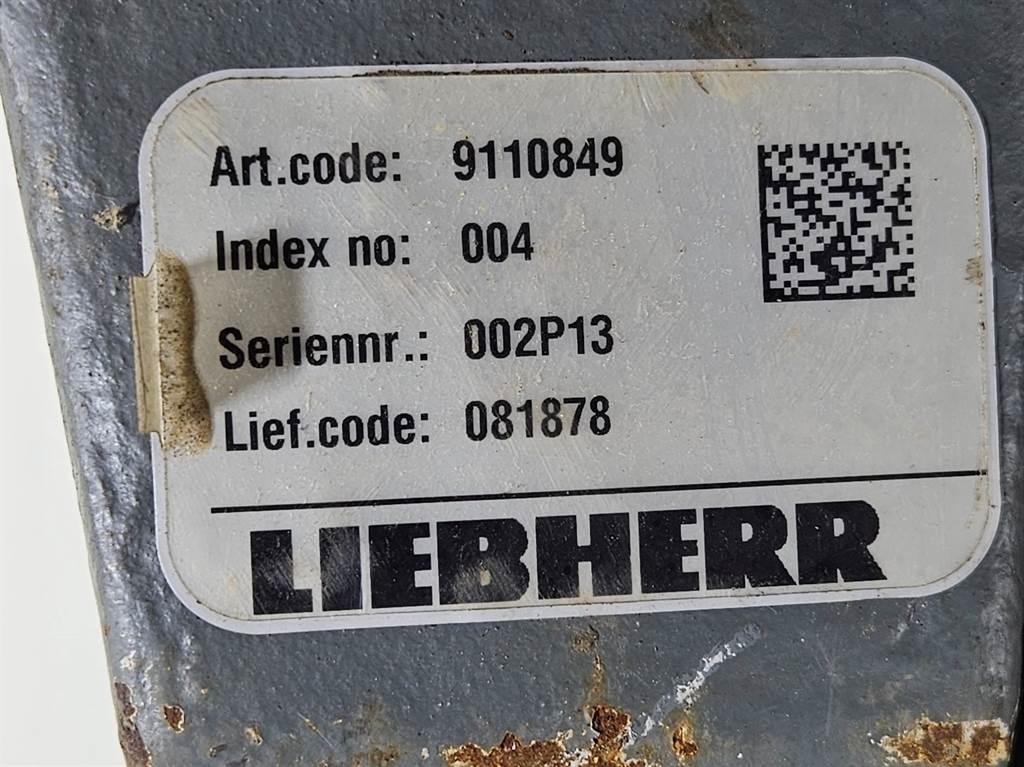 Art.code: 9110849
Index no: 004
Seriennr.: 002P13
Lief.code: 081878
LIEBHERR